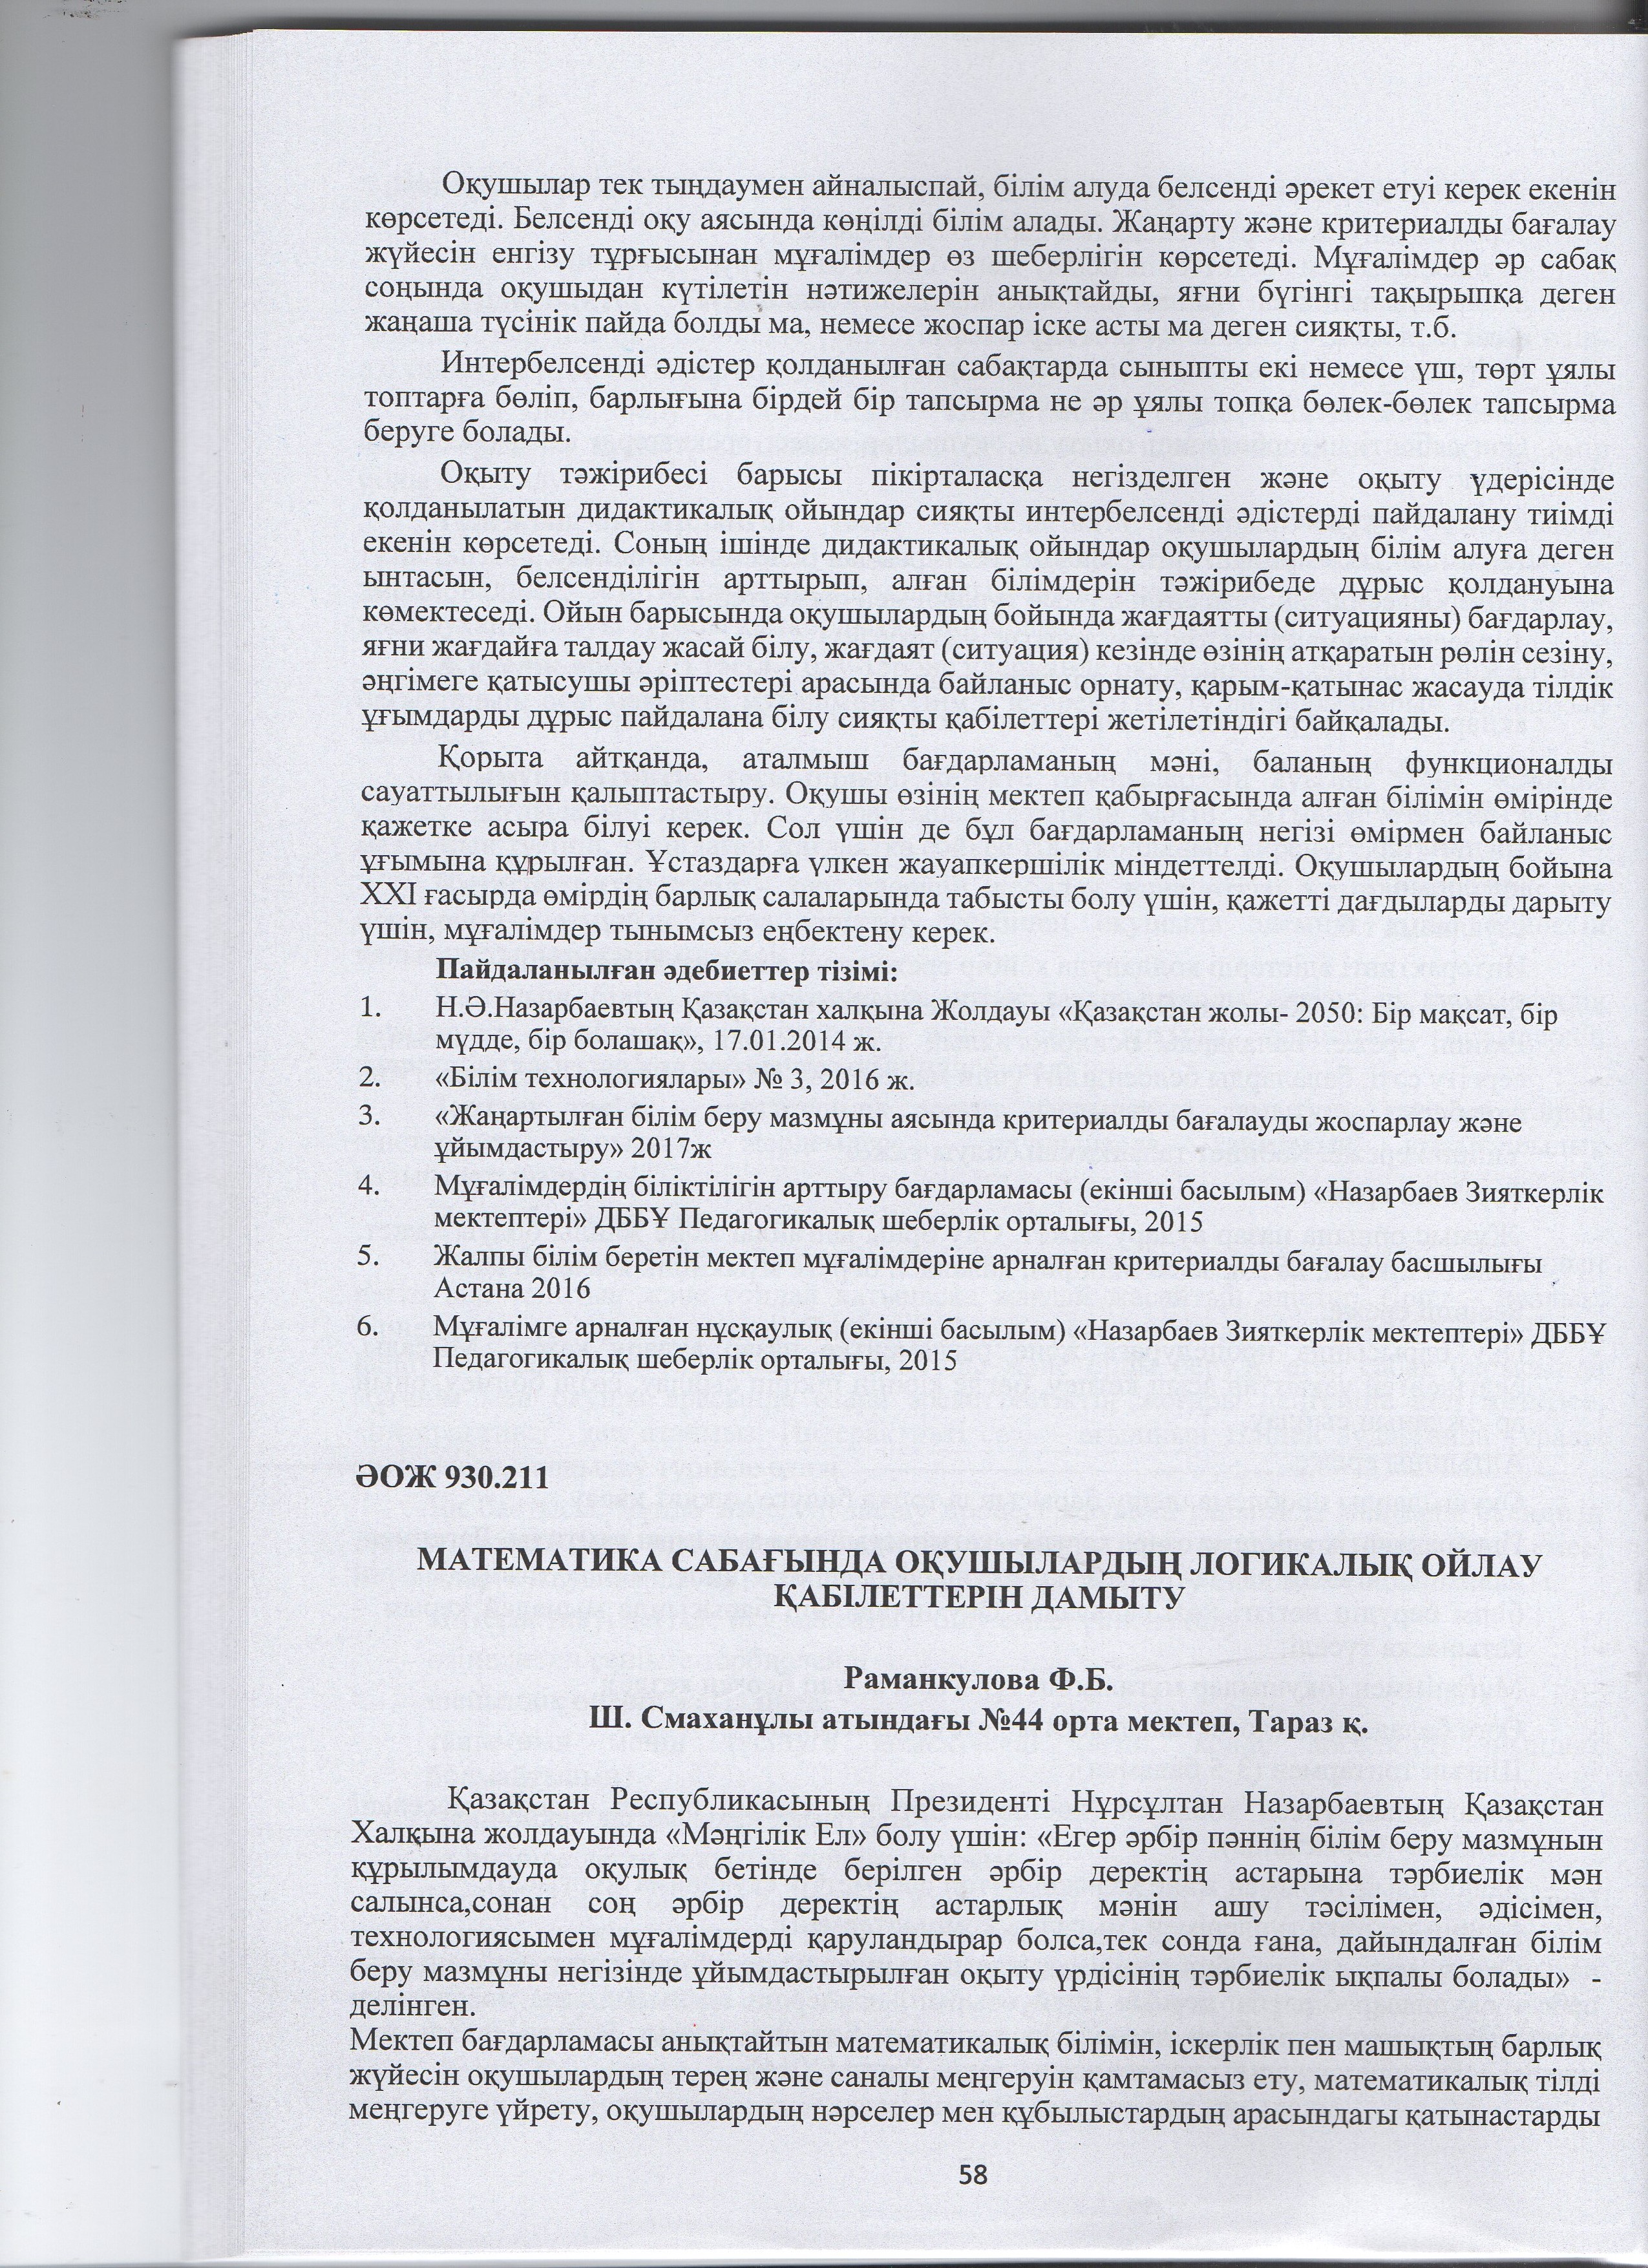 Оқушылар тек тыңдаумен айналыспай, білім алуда белсенді әрекет етуі керек екенін
көрсетеді. Белсенді оқу аясында көңілді білім алады. Жаңарту және критериалды бағалау
жүйесін енгізу тұрғысынан мұғалімдер өз шеберлігін көрсетеді. Мұғалімдер әр сабақ
соңында оқушыдан күтілетін нәтижелерін анықтайды, яғни бүгінгі тақырыпқа деген
жаңаша түсінік пайда болды ма, немесе жоспар іске асты ма деген сияқты, т.б.
Интербелсенді әдістер қолданылған сабақтарда сыныпты екі немесе үш, төрт ұялы
топтарға бөліп, барлығына бірдей бір тапсырма не әр ұялы топқа бөлек-бөлек тапсырма
беруге болады.
Оқыту тәжірибесі барысы пікірталасқа негізделген және оқыту үдерісінде
қолданылатын дидактикалық ойындар сияқты интербелсенді әдістерді пайдалану тиімді
екенін көрсетеді. Соның ішінде дидактикалық ойындар оқушылардың білім алуға деген
ынтасын, белсенділігін арттырып, алған білімдерін тәжірибеде дұрыс қолдануына
көмектеседі. Ойын барысында оқушылардың бойында жағдаятты (ситуацияны) бағдарлау,
яғни жағдайға талдау жасай білу, жағдаят (ситуация) кезінде өзінің атқаратын рөлін сезіну,
әңгімеге қатысушы әріптестері арасында байланыс орнату, қарым-қатынас жасауда тілдік
ұғымдарды дұрыс пайдалана білу сияқты қабілеттері жетілетіндігі байқалады.
Қорыта айтқанда, аталмыш бағдарламаның мәні, баланың функционалды
сауаттылығын қалыптастыру. Оқушы өзінің мектеп қабырғасында алған білімін өмірінде
қажетке асыра білуі керек. Сол үшін де бұл бағдарламаның негізі өмірмен байланыс
ұғымына құрылған. Ұстаздарға үлкен жауапкершілік міндеттелді. Оқушылардың бойына
ХХІ ғасырда өмірдің барлық салаларында табысты болу үшін, қажетті дағдыларды дарыту
үшін, мұғалімдер тынымсыз еңбектену керек.
Пайдаланылған әдебиеттер тізімі:
1. Н.Ә.Назарбаевтың Қазақстан халқына Жолдауы «Қазақстан жолы- 2050: Бір мақсат, бір
мүдде, бір болашақ», 17.01.2014 ж.
2. «Білім технологиялары» № 3, 2016 ж.
3. «Жаңартылған білім беру мазмұны аясында критериалды бағалауды жоспарлау және
ұйымдастыру» 2017ж
4. Мұғалімдердің біліктілігін арттыру бағдарламасы (екінші басылым) «Назарбаев Зияткерлік
мектептері» ДББҰ Педагогикалық шеберлік орталығы, 2015
5. Жалпы білім беретін мектеп мұғалімдеріне арналған критериалды бағалау басшылығы
Астана 2016
6. Мұғалімге арналған нұсқаулық (екінші басылым) «Назарбаев Зияткерлік мектептері» ДББҰ
Педагогикалық шеберлік орталығы, 2015
ӘОЖ 930.211
МАТЕМАТИКА САБАҒЫНДА ОҚУШЫЛАРДЫҢ ЛОГИКАЛЫҚ ОЙЛАУ
ҚАБІЛЕТТЕРІН ДАМЫТУ
Раманкулова Ф.Б.
Ш. Смаханұлы атындағы №44 орта мектеп, Тараз қ.
Қазақстан Республикасының Президенті Нұрсұлтан Назарбаевтың Қазақстан
Халқына жолдауында «Мәңгілік Ел» болу үшін: «Егер әрбір пәннің білім беру мазмұнын
құрылымдауда оқулық бетінде берілген әрбір деректің астарына тәрбиелік мән
салынса,сонан соң әрбір деректің астарлық мәнін ашу тәсілімен, әдісімен,
технологиясымен мұғалімдерді қаруландырар болса,тек сонда ғана, дайындалған білім
беру мазмұны негізінде ұйымдастырылған оқыту үрдісінің тәрбиелік ықпалы болады» -
делінген.
Мектеп бағдарламасы анықтайтын математикалық білімін, іскерлік пен машықтың барлық
жүйесін оқушылардың терең және саналы меңгеруін қамтамасыз ету, математикалық тілді
меңгеруге үйрету, оқушылардың нәрселер мен құбылыстардың арасындагы қатынастарды
58